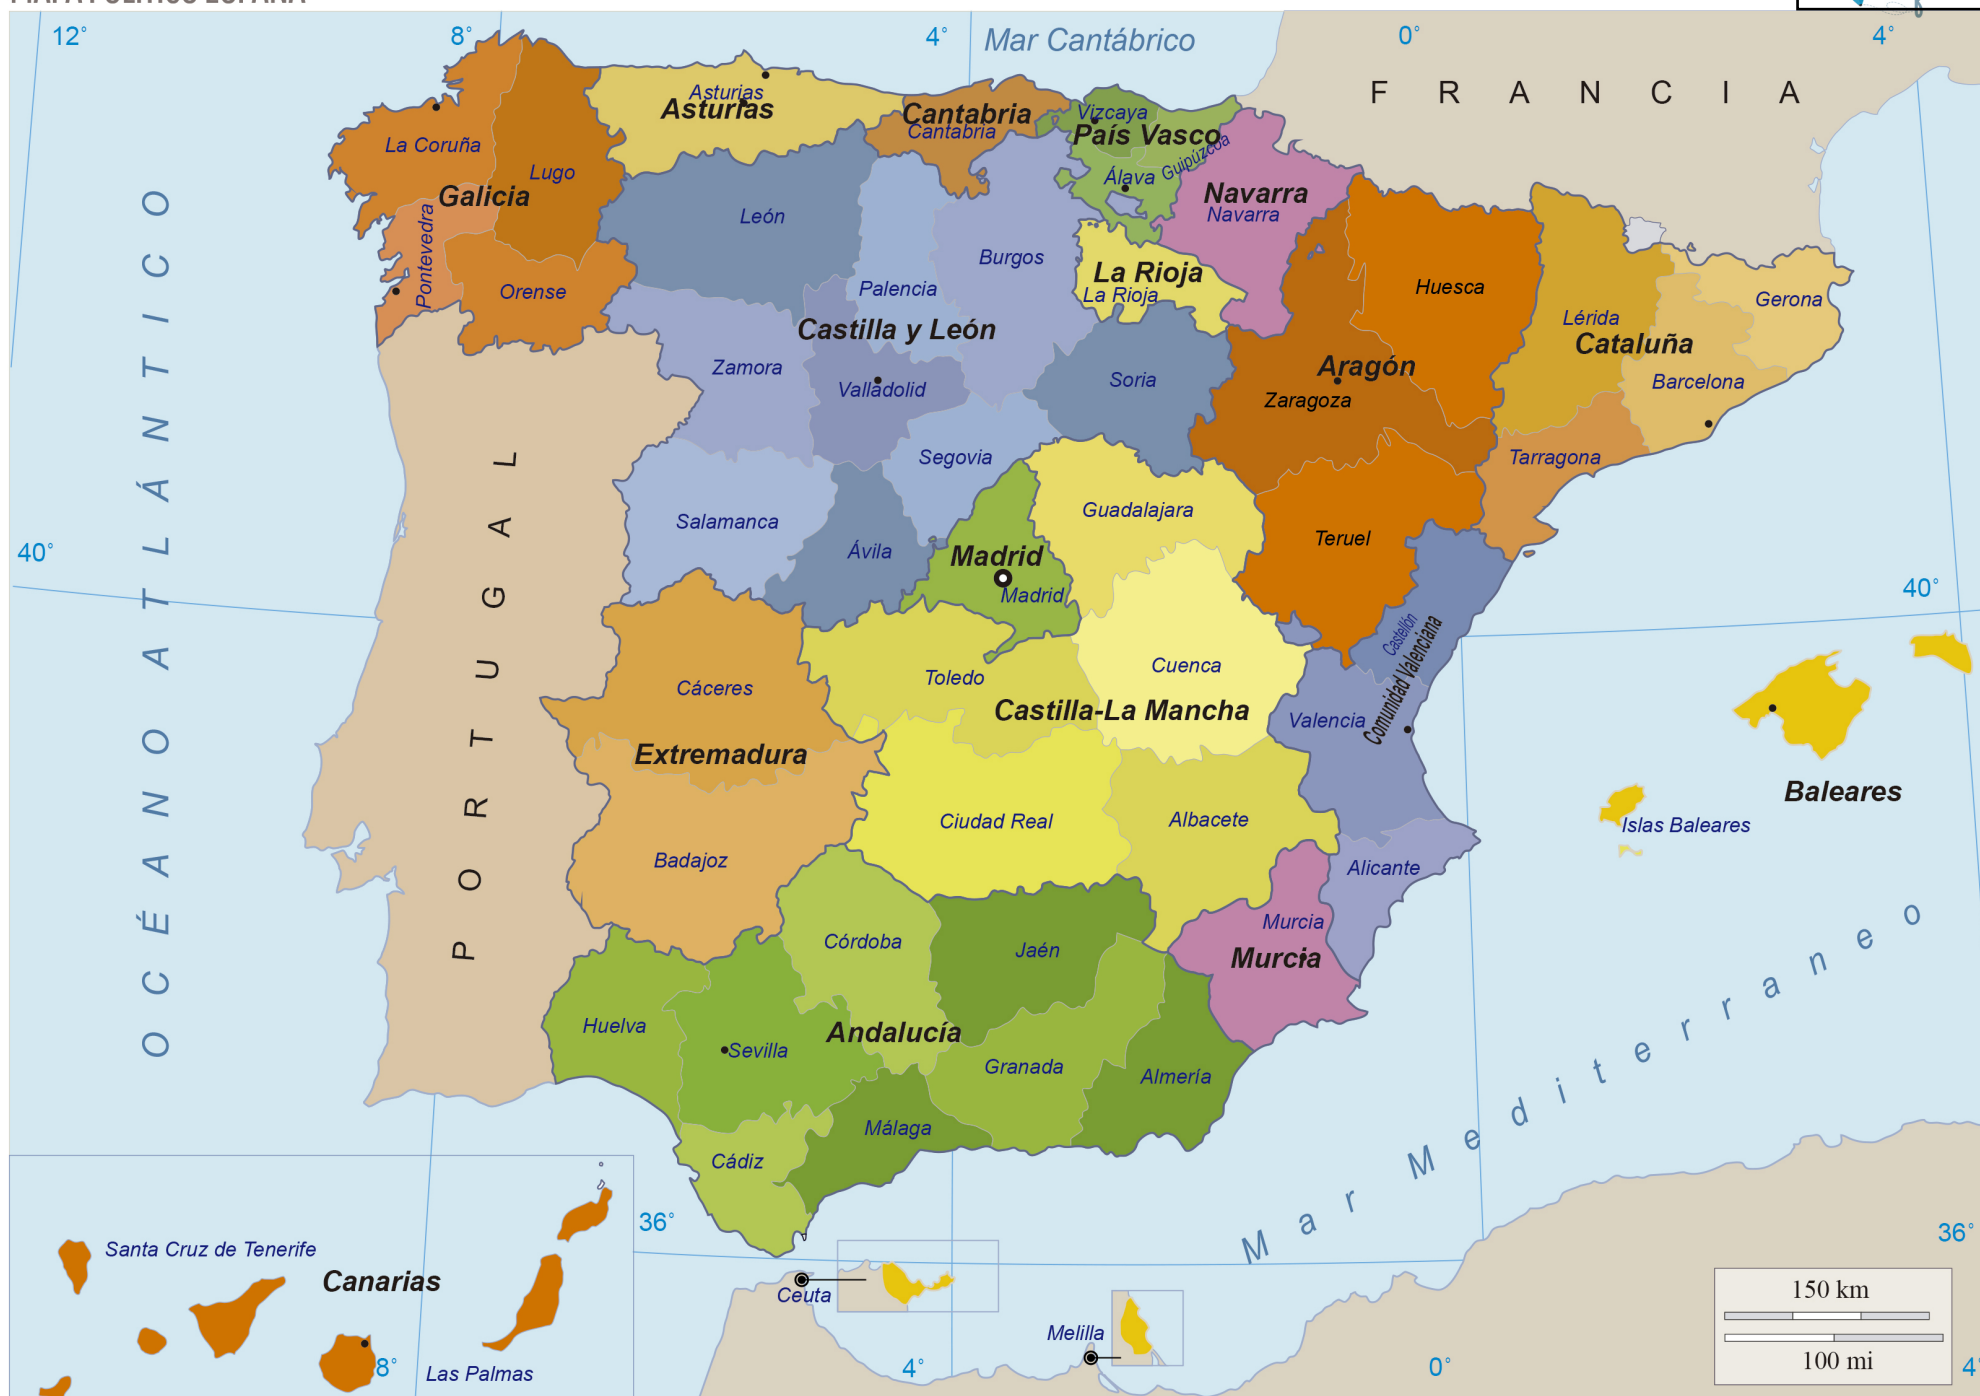 MAPA POLÍTICO ESPAÑA
12°
8°
4°
Mar Cantábrico
0°
4°
FRANCIA
Asturias
Asturias
Cantabria
Cantabria
Vizcaya
País Vasco
Guipúzcoa
Álava
La Coruña
Lugo
Galicia
Pontevedra
Orense
León
Palencia
Burgos
Navarra
Navarra
La Rioja
La Rioja
Huesca
Gerona
Lérida
Cataluña
Barcelona
Castilla y León
Zamora
Valladolid
Soria
Aragón
Zaragoza
Tarragona
Segovia
Salamanca
Ávila
Guadalajara
Teruel
OCÉANO ATLÁNTICO
PORTUGAL
40°
Madrid
Madrid
40°
Castellón
Comunidad Valenciana
Cáceres
Toledo
Cuenca
Castilla-La Mancha
Valencia
Extremadura
Baleares
Islas Baleares
Badajoz
Ciudad Real
Albacete
Alicante
Murcia
Murcia
Córdoba
Jaén
Huelva
Sevilla
Andalucía
Granada
Almería
Málaga
Cádiz
Mar Mediterraneo
36°
36°
Santa Cruz de Tenerife
Canarias
Las Palmas
Ceuta
Melilla
8°
4°
0°
4°
150 km
100 mi